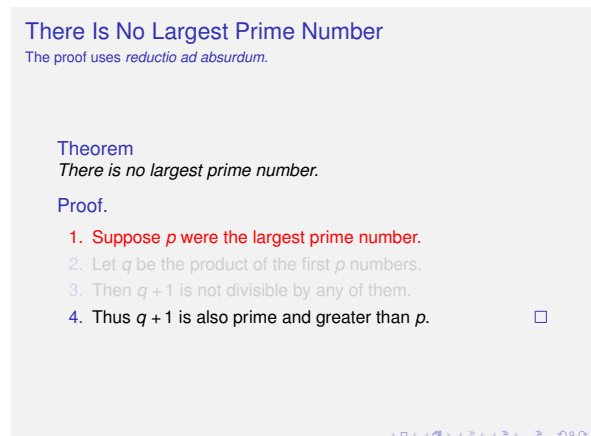 There Is No Largest Prime Number
The proof uses reductio ad absurdum.
Theorem
There is no largest prime number.
Proof.
1. Suppose p were the largest prime number.
2. Let q be the product of the first p numbers.
3. Then q + 1 is not divisible by any of them.
4. Thus q + 1 is also prime and greater than p. □